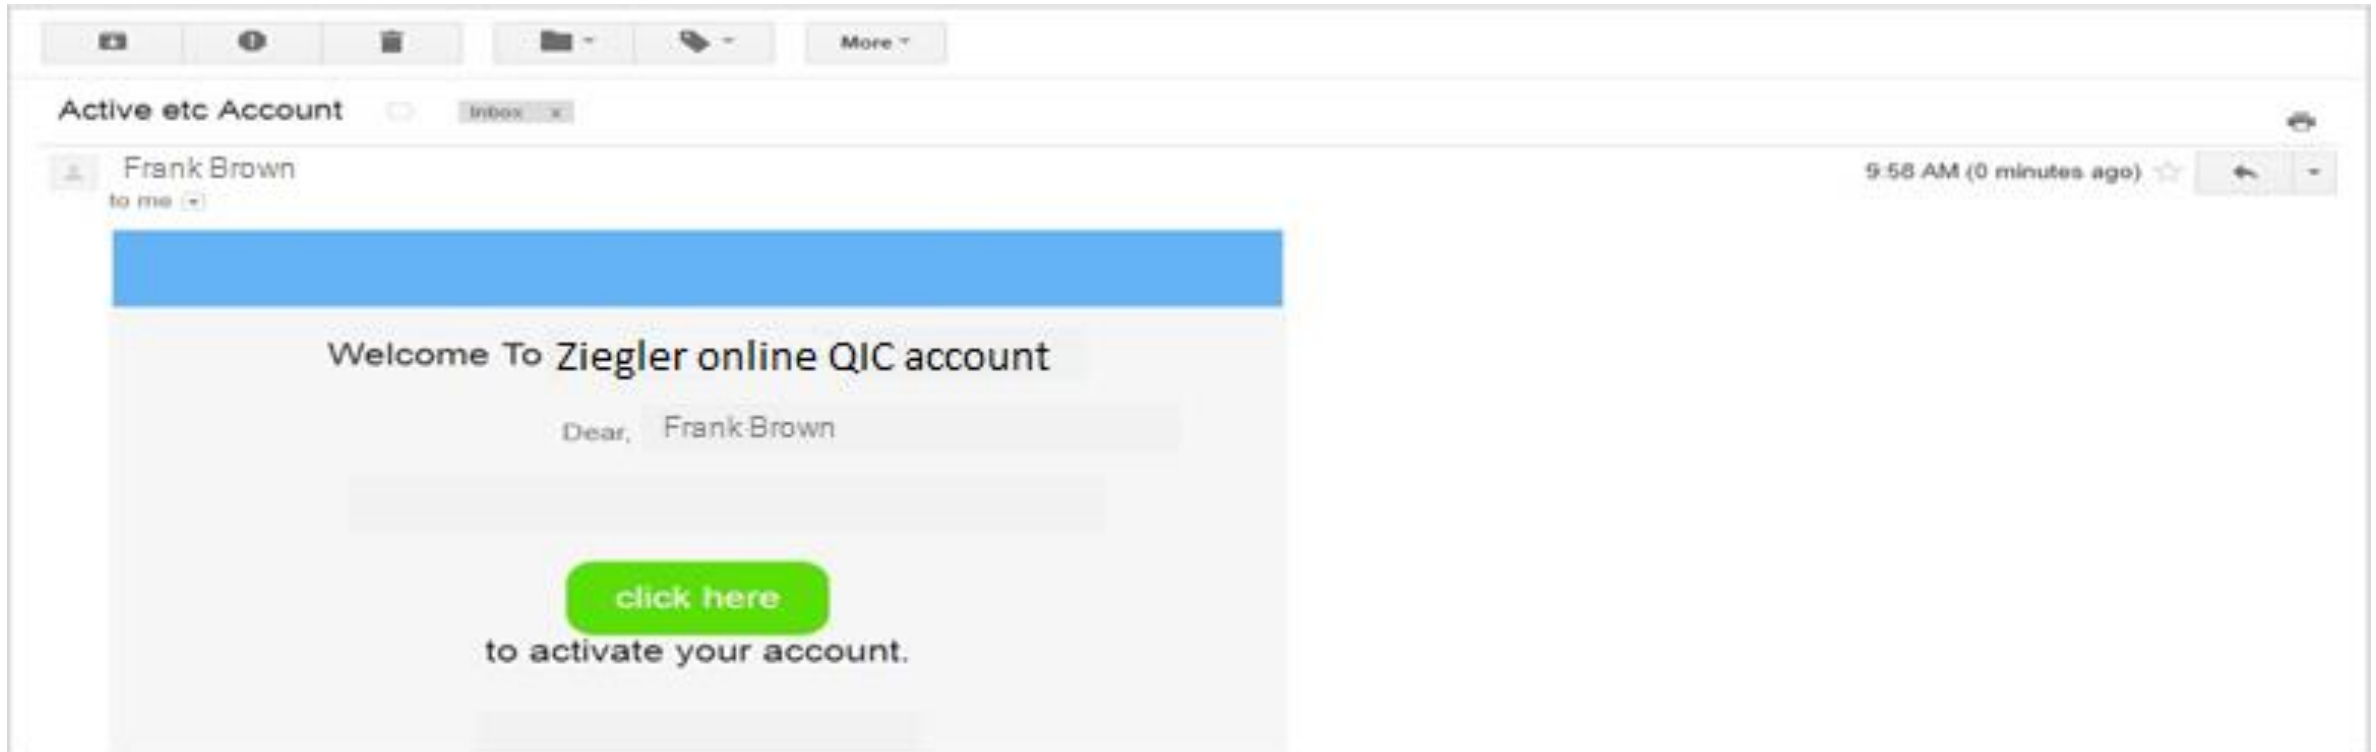 More
Active etc Account
Inbox x
Frank Brown
9:58 AM (0 minutes ago)
to me
Welcome To Ziegler online QIC account
Dear, Frank Brown
click here
to activate your account.